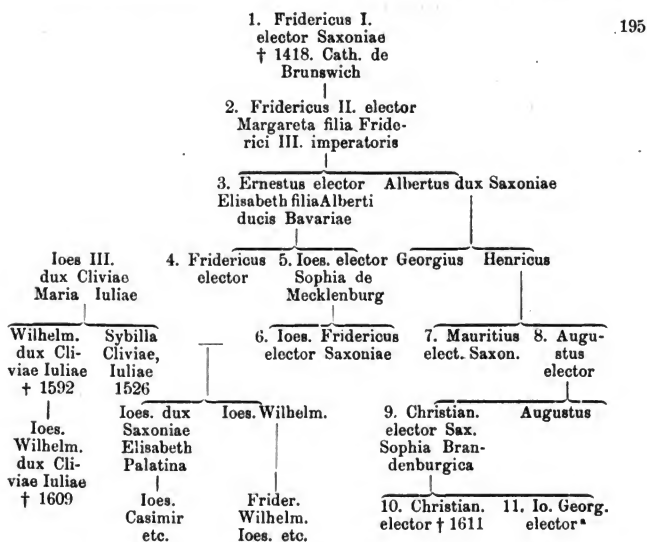 195
1. Fridericus I.
elector Saxoniae
† 1418. Cath. de
Brunswich
2. Fridericus II. elector
Margareta filia Fride-
rici III. imperatoris
3. Ernestus elector
Elisabeth filia Alberti
ducis Bavariae
Albertus dux Saxoniae
Ioes III.
dux Cliviae
Maria Iuliae
4. Fridericus
elector
5. Ioes. elector
Sophia de
Mecklenburg
Georgius
Henricus
Wilhelm.
dux Cli-
viae Iuliae
† 1592
Sybilla
Cliviae,
Iuliae
1526
6. Ioes. Fridericus
elector Saxoniae
7. Mauritius
elect. Saxon.
8. Augu-
stus
elector
Ioes.
Wilhelm.
dux Cli-
viae Iuliae
† 1609
Ioes. dux
Saxoniae
Elisabeth
Palatina
Ioes. Wilhelm.
9. Christian.
elector Sax.
Sophia Bran-
denburgica
Augustus
Ioes.
Casimir
etc.
Frider.
Wilhelm.
Ioes. etc.
10. Christian.
elector † 1611
11. Io. Georg.
elector ᵃ